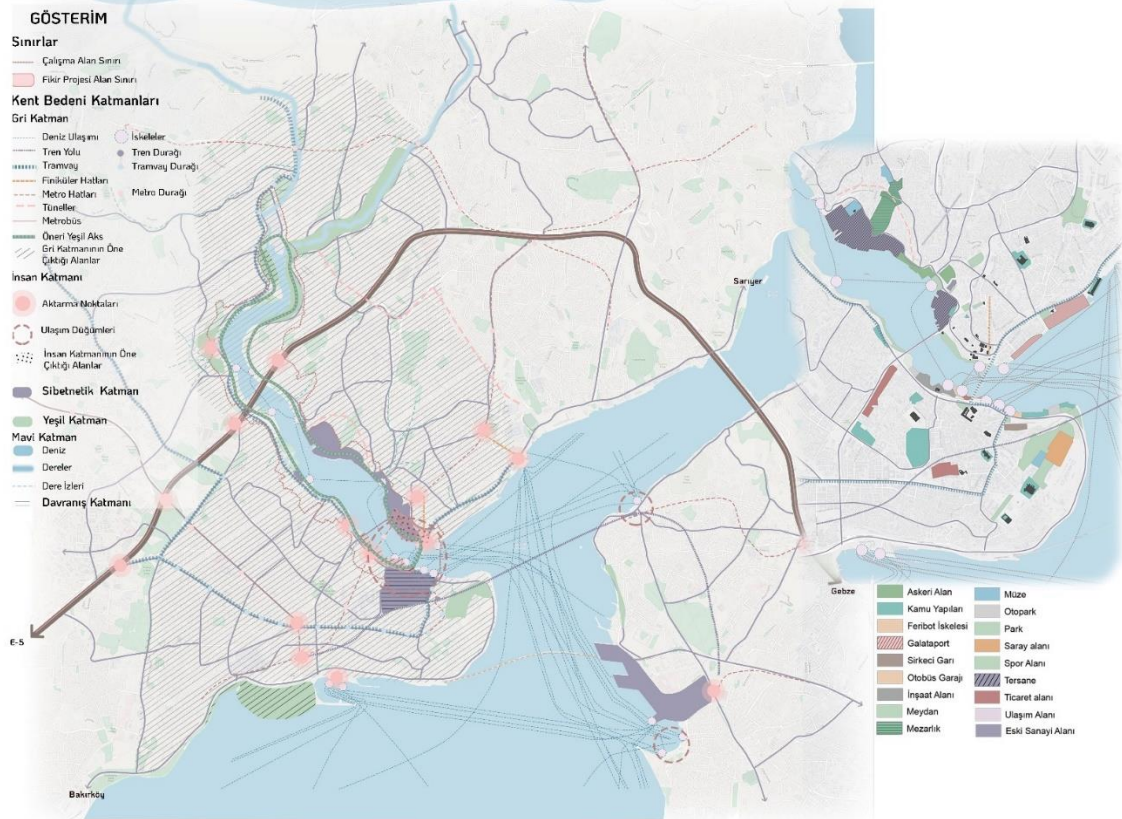 GÖSTERİM
Sınırlar
Çalışma Alan Sınırı
Fikir Projesi Alan Sınırı
Kent Bedeni Katmanları
Gri Katman
Deniz Ulaşımı
İskeleler
Tren Yolu
Tren Durağı
Tramvay
Tramvay Durağı
Finiküler Hatları
Metro Hatları
Metro Durağı
Tüneller
Metrobüs
Öneri Yeşil Aks
Gri Katmanının Öne
Çıktığı Alanlar
İnsan Katmanı
Aktarma Noktaları
Ulaşım Düğümleri
İnsan Katmanının Öne
Çıktığı Alanlar
Sibetnetik Katman
Yeşil Katman
Mavi Katman
Deniz
Dereler
Dere İzleri
Davranış Katmanı
Sarıyer
Gebze
E-5
Bakırköy
Askeri Alan
Kamu Yapıları
Feribot İskelesi
Galataport
Sirkeci Garı
Otobüs Garajı
İnşaat Alanı
Meydan
Mezarlık
Müze
Otopark
Park
Saray alanı
Spor Alanı
Tersane
Ticaret alanı
Ulaşım Alanı
Eski Sanayi Alanı